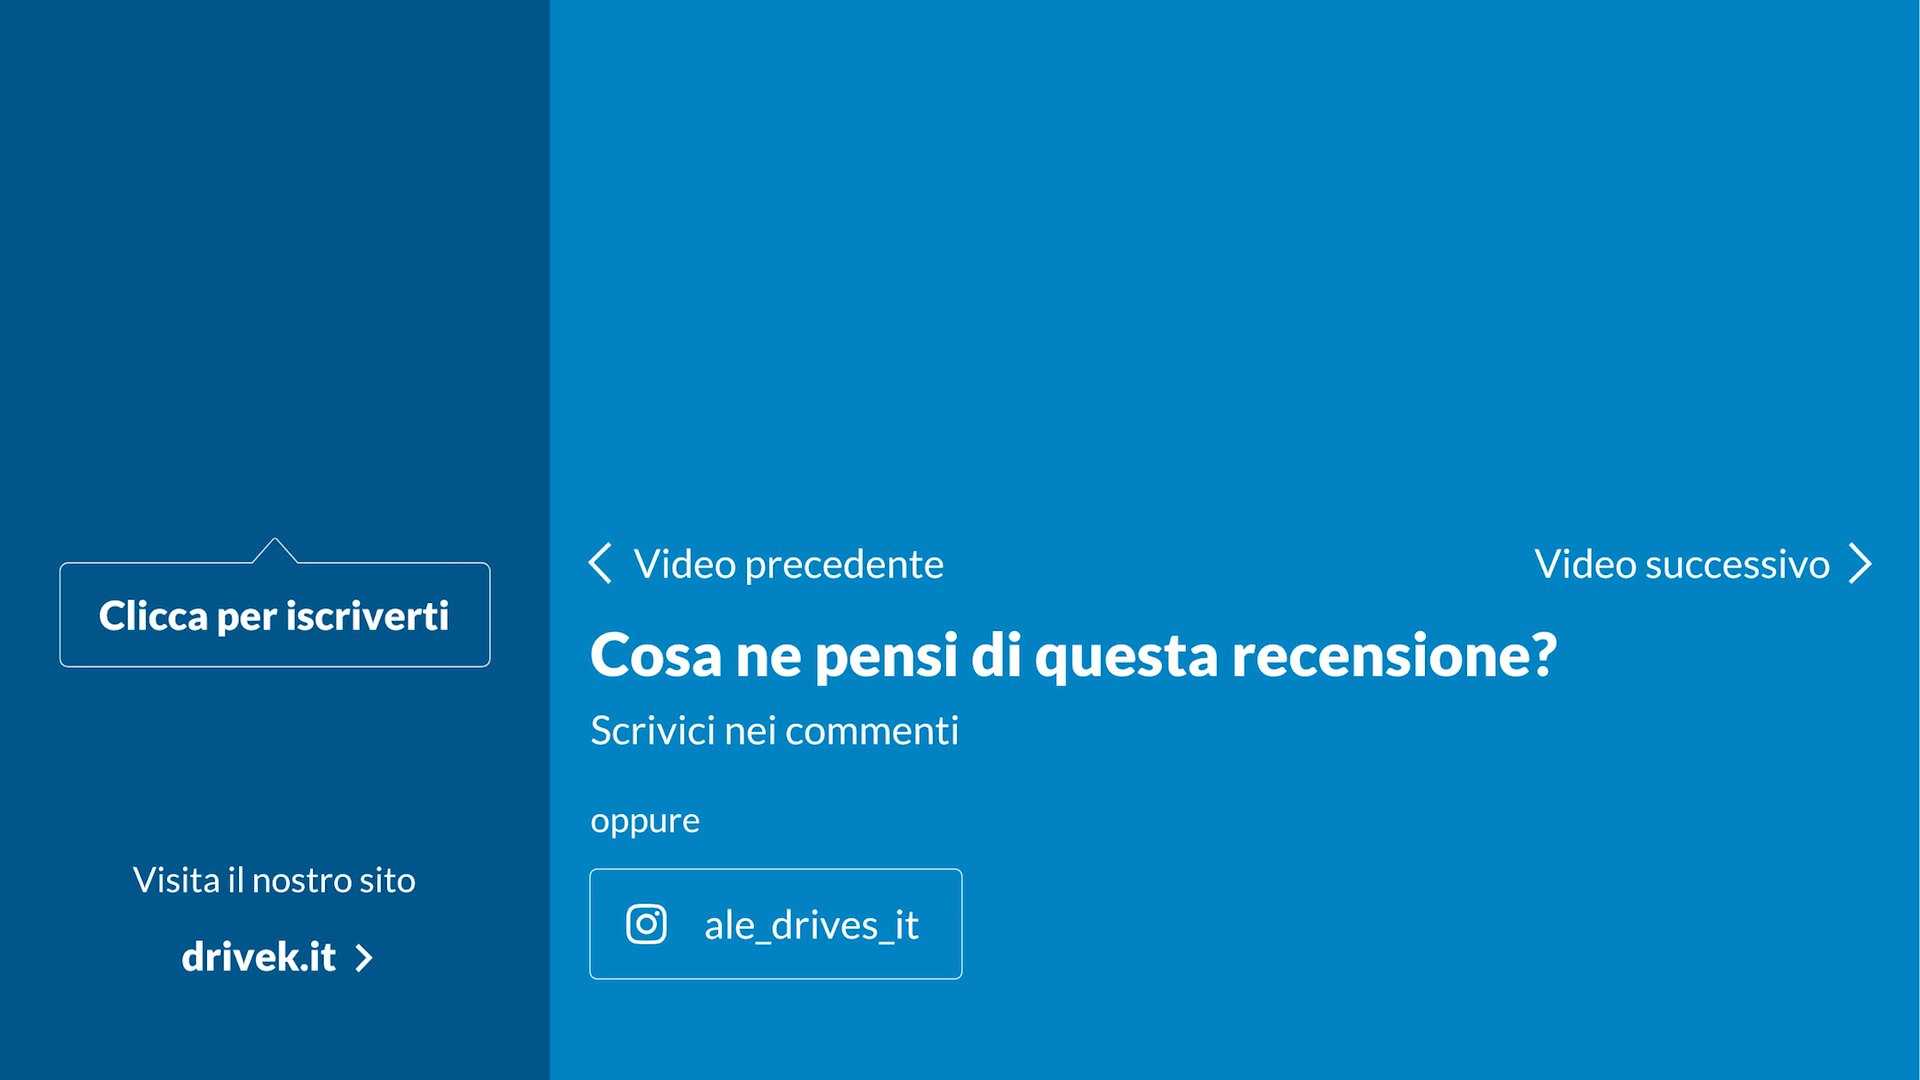 Clicca per iscriverti
Visita il nostro sito
drivek.it
Video precedente
Video successivo
Cosa ne pensi di questa recensione?
Scrivici nei commenti
oppure
ale_drives_it